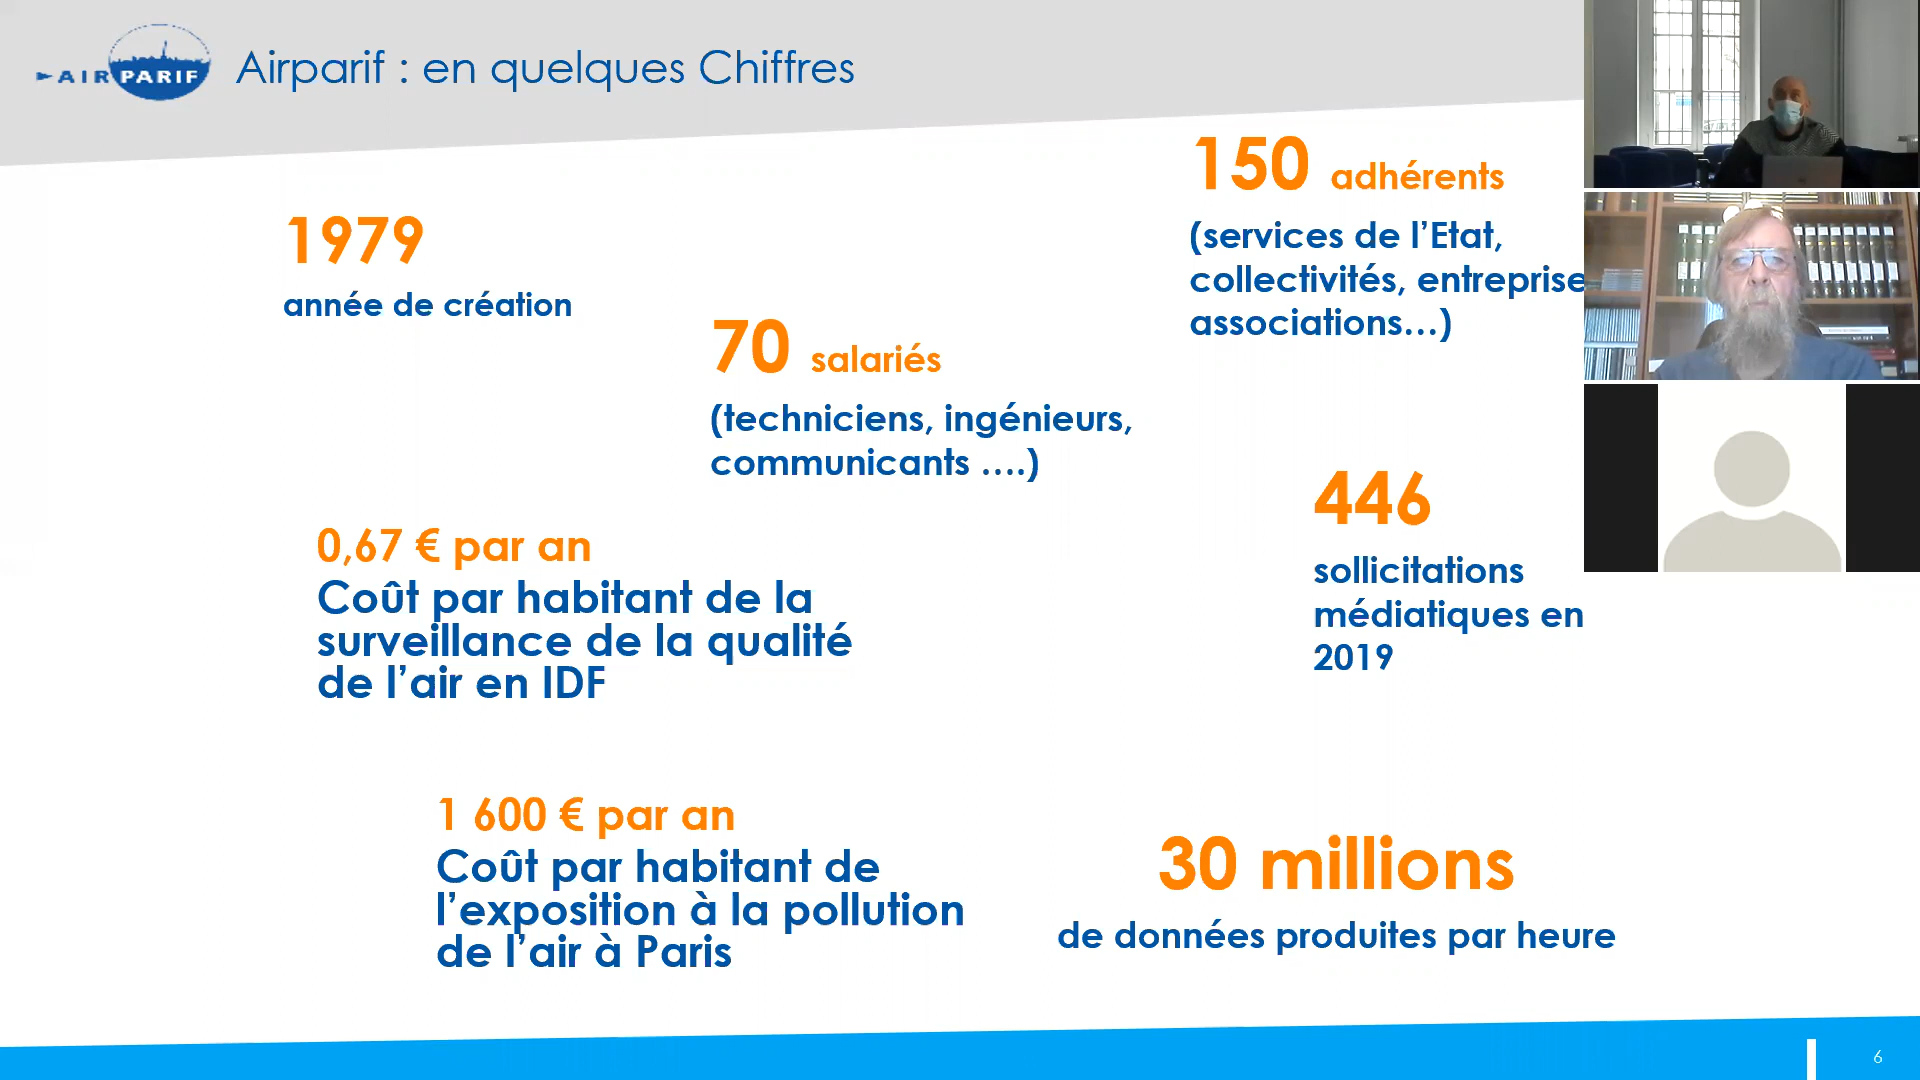 AIRPARIF
Airparif : en quelques Chiffres
150 adhérents
(services de l’Etat,
collectivités, entreprise
associations…)
1979
année de création
70 salariés
(techniciens, ingénieurs,
communicants ….)
446
sollicitations
médiatiques en
2019
0,67 € par an
Coût par habitant de la
surveillance de la qualité
de l’air en IDF
1 600 € par an
Coût par habitant de
l’exposition à la pollution
de l’air à Paris
30 millions
de données produites par heure
6